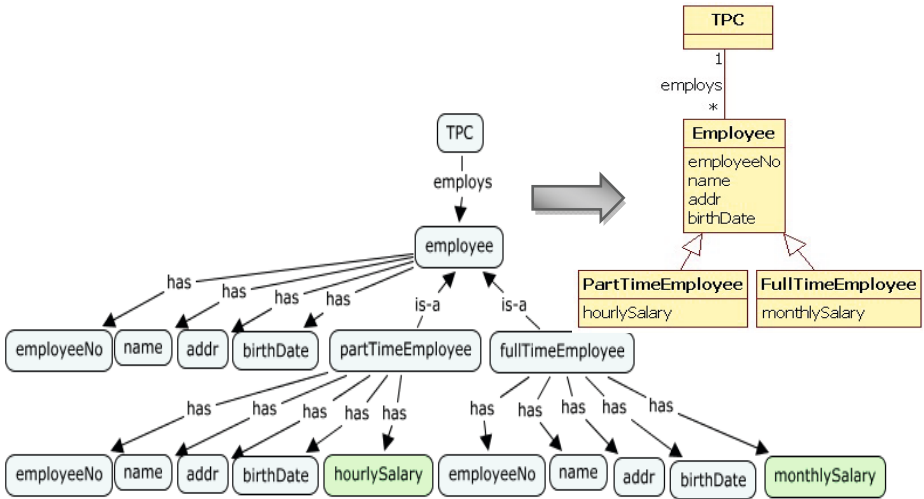 TPC
employs
employee
has
has
has
has
is-a
is-a
employeeNo
name
addr
birthDate
partTimeEmployee
fullTimeEmployee
has
has
has
has
has
has
has
has
has
has
employeeNo
name
addr
birthDate
hourlySalary
employeeNo
name
addr
birthDate
monthlySalary
TPC
1
employs
*
Employee
employeeNo
name
addr
birthDate
PartTimeEmployee
hourlySalary
FullTimeEmployee
monthlySalary